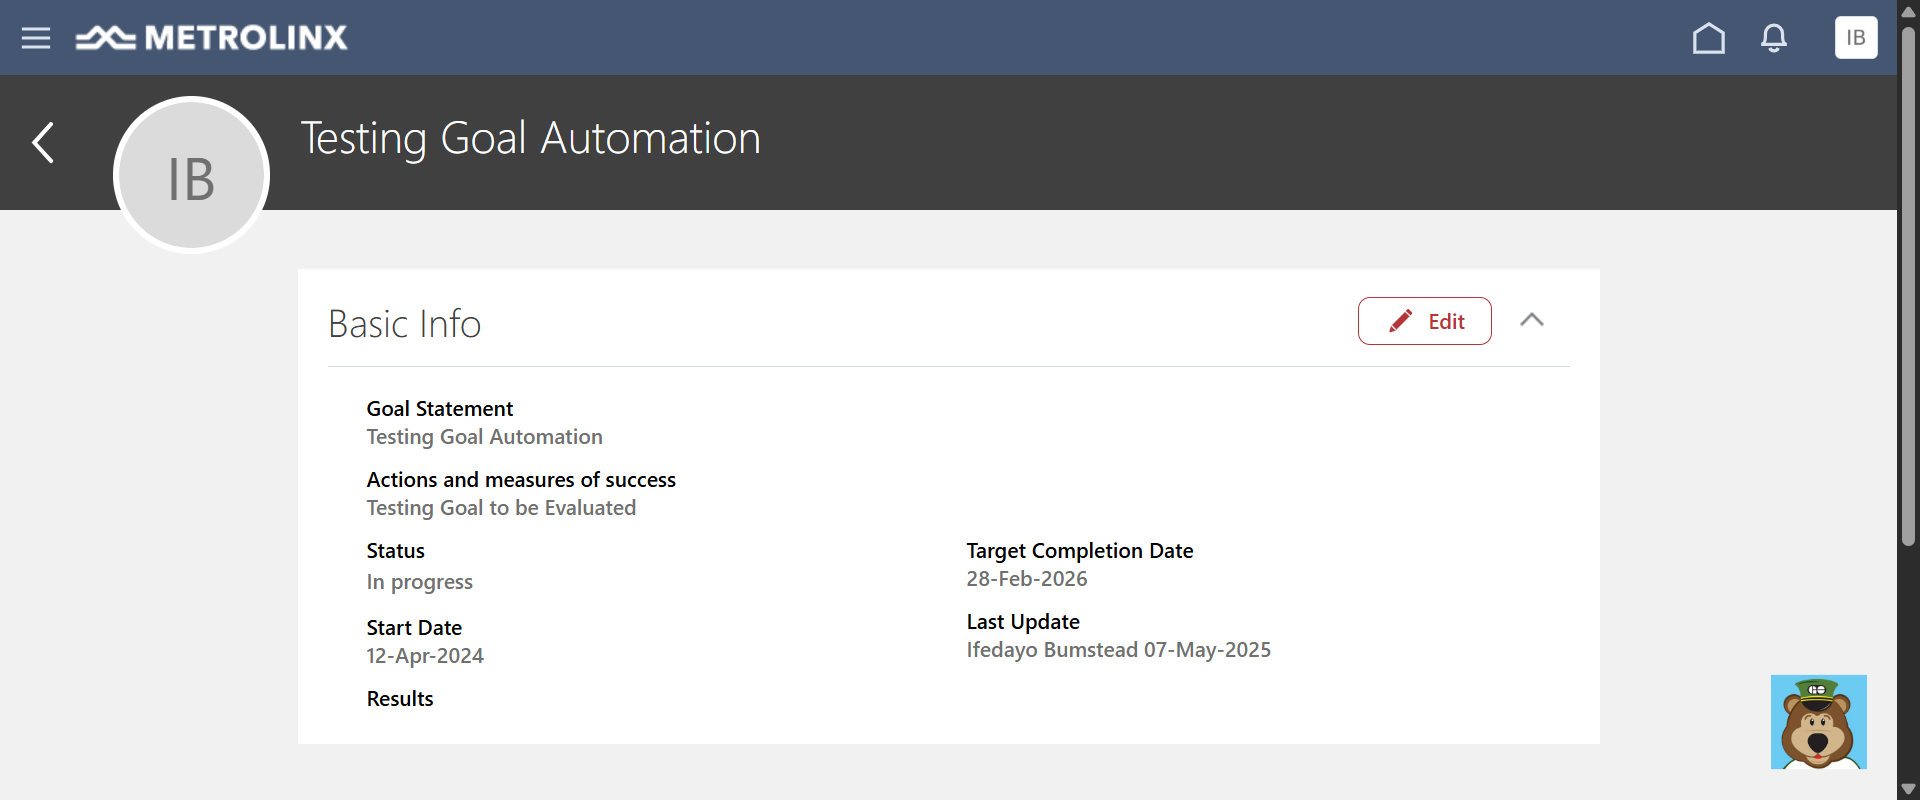 METROLINX
IB
IB
Testing Goal Automation
Basic Info
Edit
Goal Statement
Testing Goal Automation
Actions and measures of success
Testing Goal to be Evaluated
Status
In progress
Target Completion Date
28-Feb-2026
Start Date
12-Apr-2024
Last Update
Ifedayo Bumstead 07-May-2025
Results
GO